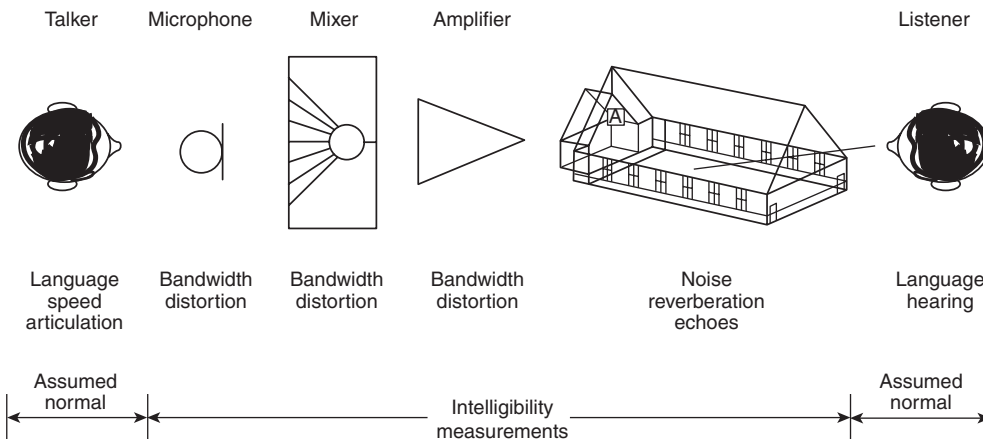 Talker
Microphone
Mixer
Amplifier
Listener
A
Language
speed
articulation
Bandwidth
distortion
Bandwidth
distortion
Bandwidth
distortion
Noise
reverberation
echoes
Language
hearing
Assumed
normal
Intelligibility
measurements
Assumed
normal